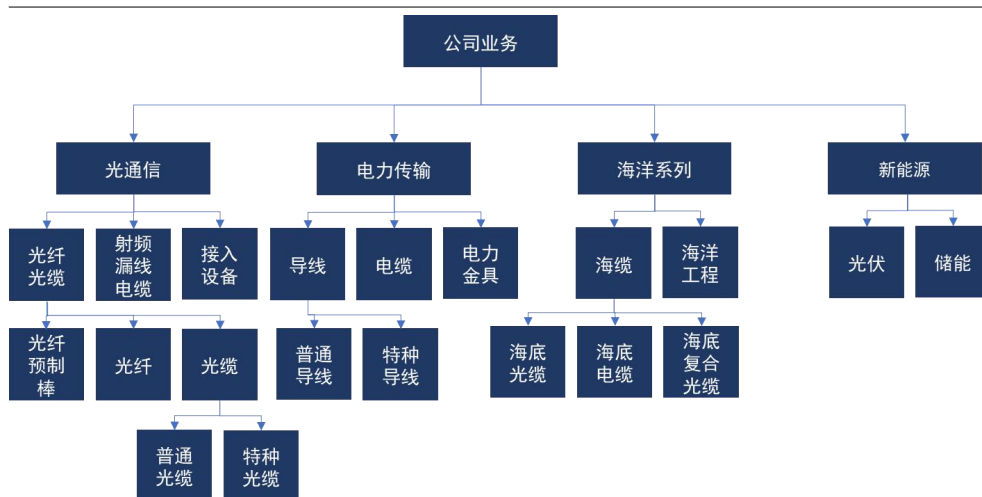 公司业务
光通信
电力传输
海洋系列
新能源
光纤
光缆
射频
漏线
电缆
接入
设备
导线
电缆
电力
金具
海缆
海洋
工程
光伏
储能
光纤
预制
棒
光纤
光缆
普通
导线
特种
导线
海底
光缆
海底
电缆
海底
复合
光缆
普通
光缆
特种
光缆